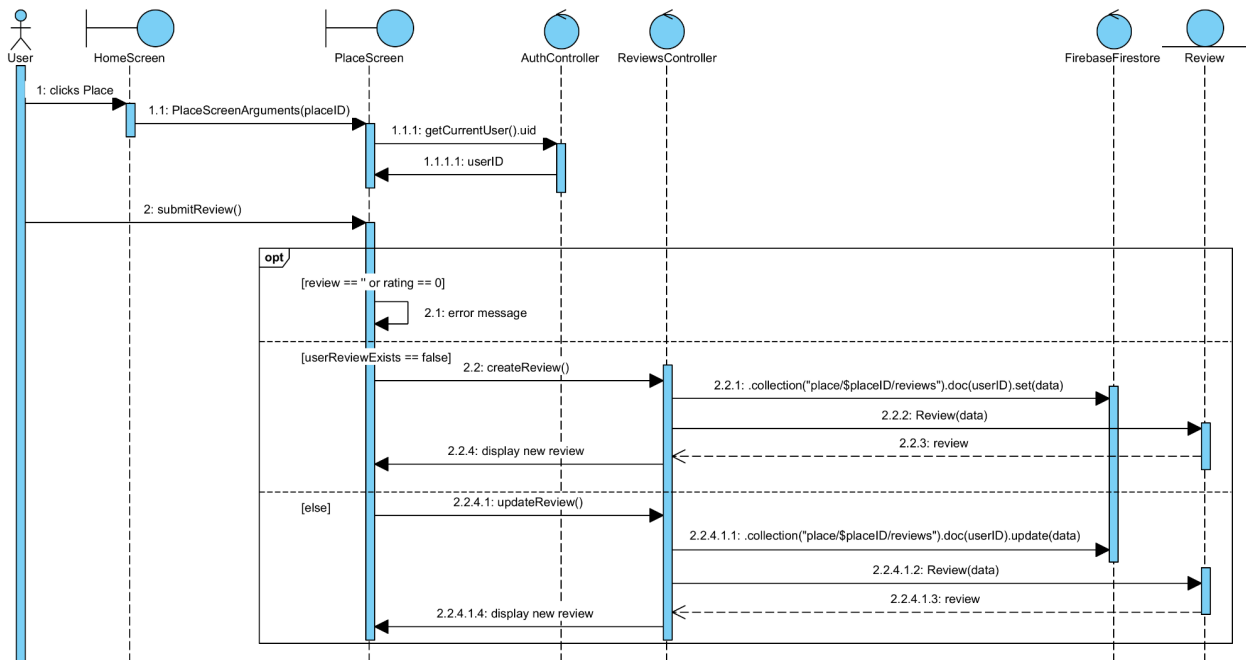 User
HomeScreen
PlaceScreen
AuthController
ReviewsController
FirebaseFirestore
Review
1: clicks Place
1.1: PlaceScreenArguments(placeID)
1.1.1: getCurrentUser().uid
1.1.1.1: userID
2: submitReview()
opt
[review == '' or rating == 0]
2.1: error message
[userReviewExists == false]
2.2: createReview()
2.2.1: .collection("place/$placeID/reviews").doc(userID).set(data)
2.2.2: Review(data)
2.2.3: review
2.2.4: display new review
[else]
2.2.4.1: updateReview()
2.2.4.1.1: .collection("place/$placeID/reviews").doc(userID).update(data)
2.2.4.1.2: Review(data)
2.2.4.1.3: review
2.2.4.1.4: display new review